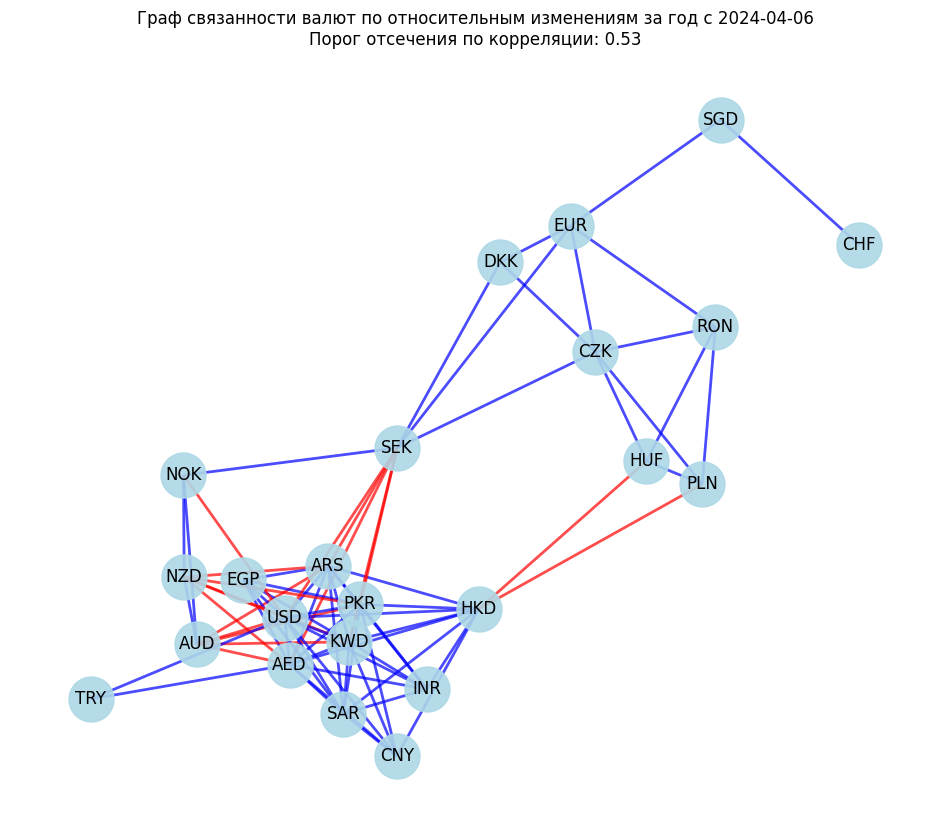 Граф связанности валют по относительным изменениям за год с 2024-04-06
Порог отсечения по корреляции: 0.53
SGD
EUR
CHF
DKK
RON
CZK
SEK
HUF
NOK
PLN
ARS
NZD
EGP
PKR
HKD
USD
KWD
AUD
AED
INR
TRY
SAR
CNY